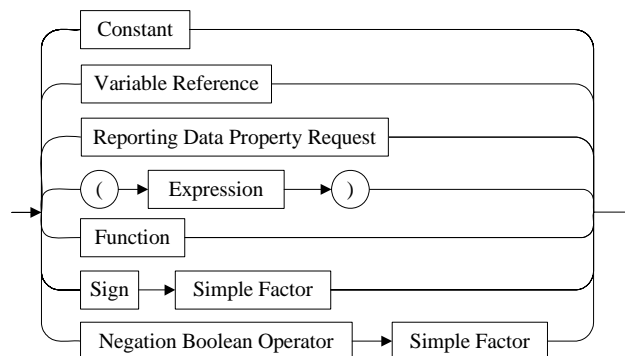 Constant
Variable Reference
Reporting Data Property Request
( Expression )
Function
Sign Simple Factor
Negation Boolean Operator Simple Factor